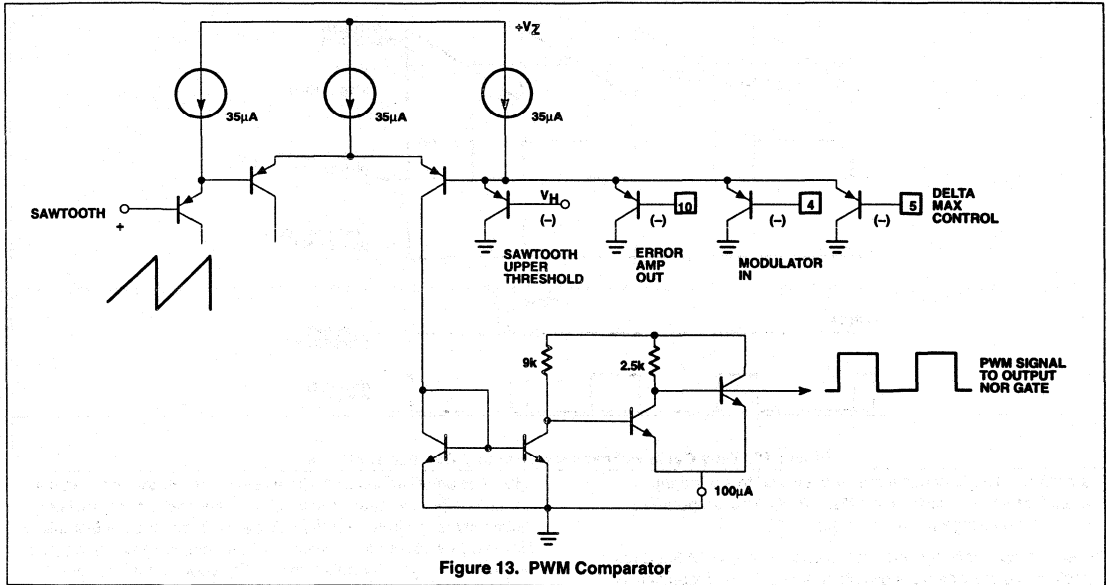 +VZ
35µA
35µA
35µA
SAWTOOTH
+
VH
(–)
SAWTOOTH
UPPER
THRESHOLD
10
(–)
ERROR
AMP
OUT
4
(–)
MODULATOR
IN
5
(–)
DELTA
MAX
CONTROL
9k
2.5k
PWM SIGNAL
TO OUTPUT
NOR GATE
100µA
Figure 13. PWM Comparator